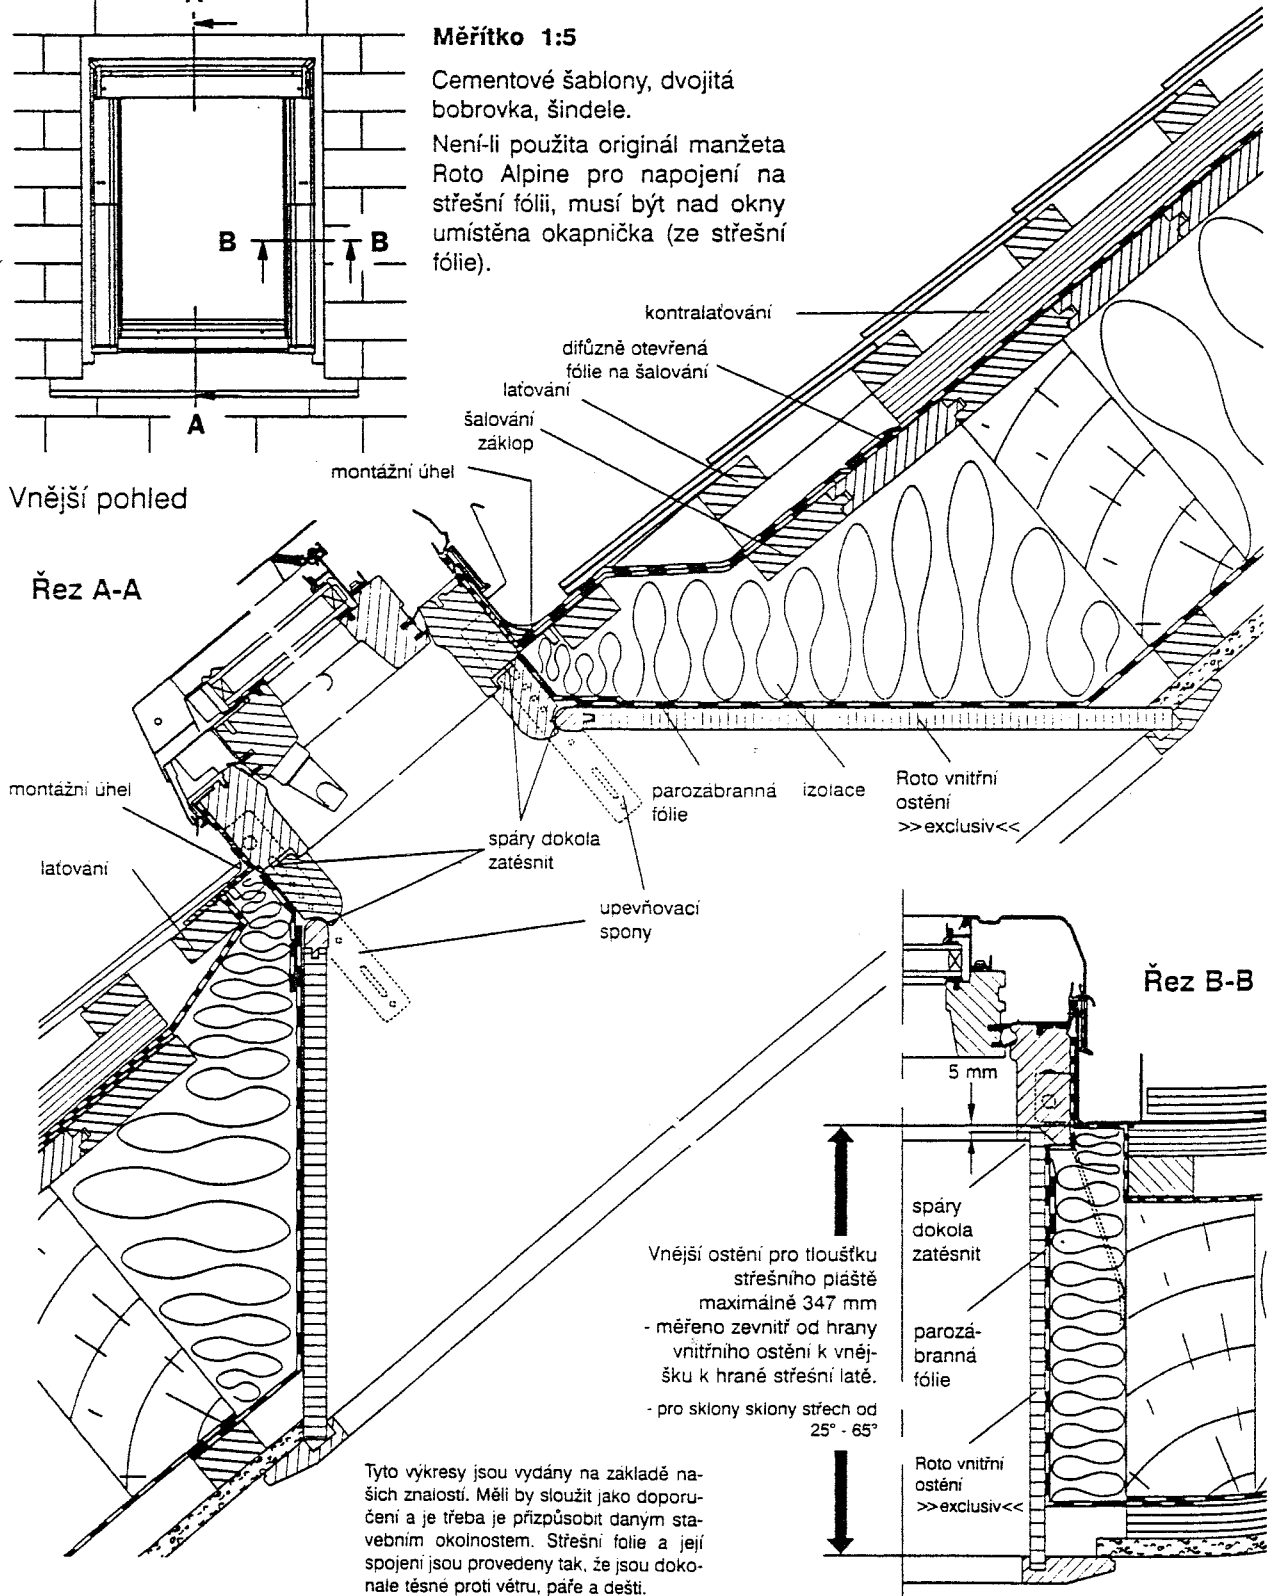 Měřítko 1:5
Cementové šablony, dvojitá
bobrovka, šindele.
Není-li použita originál manžeta
Roto Alpine pro napojení na
střešní fólii, musí být nad okny
umístěna okapnička (ze střešní
fólie).
B
B
A
Vnější pohled
kontralaťování
difúzně otevřená
fólie na šalování
laťování
šalování
záklop
montážní úhel
Řez A-A
montážní úhel
laťování
spáry dokola
zatésnit
upevňovací
spony
parozábranná
fólie
izolace
Roto vnitřní
ostění
>>exclusiv<<
Řez B-B
5 mm
spáry
dokola
zatésnit
parozá-
branná
fólie
Roto vnitřní
ostění
>>exclusiv<<
Vnější ostění pro tloušťku
střešního pláště
maximálně 347 mm
- měřeno zevnitř od hrany
vnitřního ostění k vněj-
šku k hraně střešní latě.
- pro sklony sklony střech od
25° - 65°
Tyto výkresy jsou vydány na základě na-
šich znalostí. Měli by sloužit jako doporu-
čení a je třeba je přizpůsobit daným sta-
vebním okolnostem. Střešní folie a její
spojení jsou provedeny tak, že jsou doko-
nale těsné proti větru, páře a dešti.